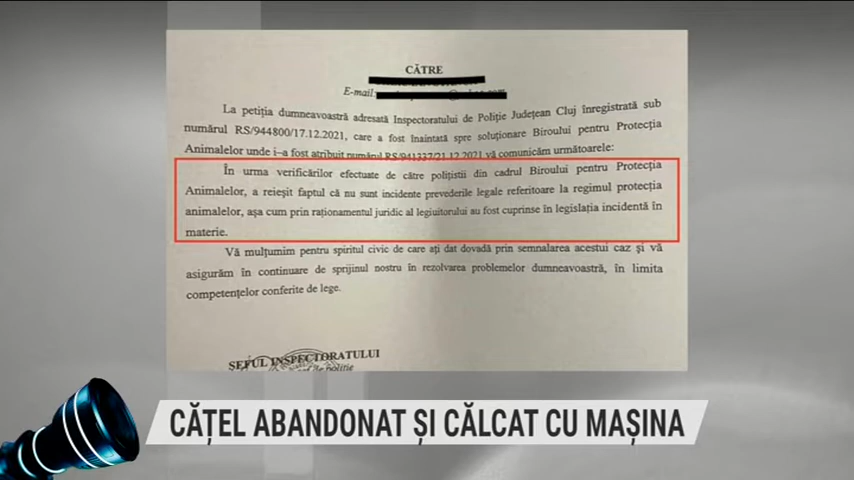 CĂTRE
E-mail:
La petiția dumneavoastră adresată Inspectoratului de Poliție Județean Cluj înregistrată sub
numărul RS/944800/17.12.2021, care a fost înaintată spre soluționare Biroului pentru Protecția
Animalelor unde i–a fost atribuit numărul RS/941337/21.12.2021 vă comunicăm următoarele:
În urma verificărilor efectuate de către polițiștii din cadrul Biroului pentru Protecția
Animalelor, a reieșit faptul că nu sunt incidente prevederile legale referitoare la regimul protecția
animalelor, așa cum prin raționamentul juridic al legiuitorului au fost cuprinse în legislația incidentă în
materie.
Vă mulțumim pentru spiritul civic de care ați dat dovadă prin semnalarea acestui caz și vă
asigurăm în continuare de sprijinul nostru în rezolvarea problemelor dumneavoastră, în limita
competențelor conferite de lege.
ȘEFUL INSPECTORATULUI
de poliție
CĂȚEL ABANDONAT ȘI CĂLCAT CU MAȘINA